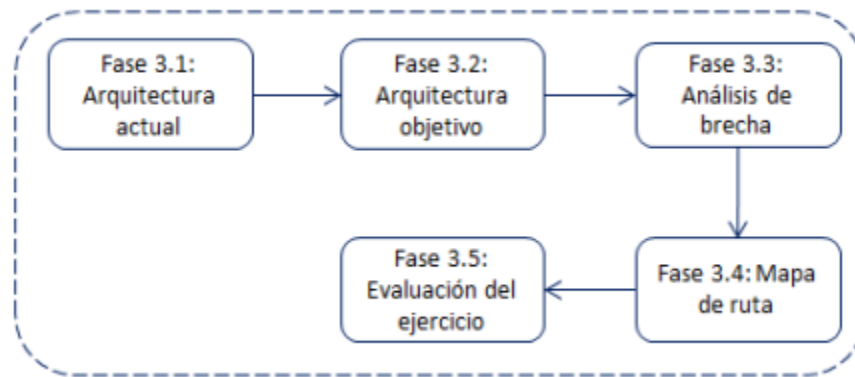 Fase 3.1:
Arquitectura
actual
Fase 3.2:
Arquitectura
objetivo
Fase 3.3:
Análisis de
brecha
Fase 3.4: Mapa
de ruta
Fase 3.5:
Evaluación del
ejercicio